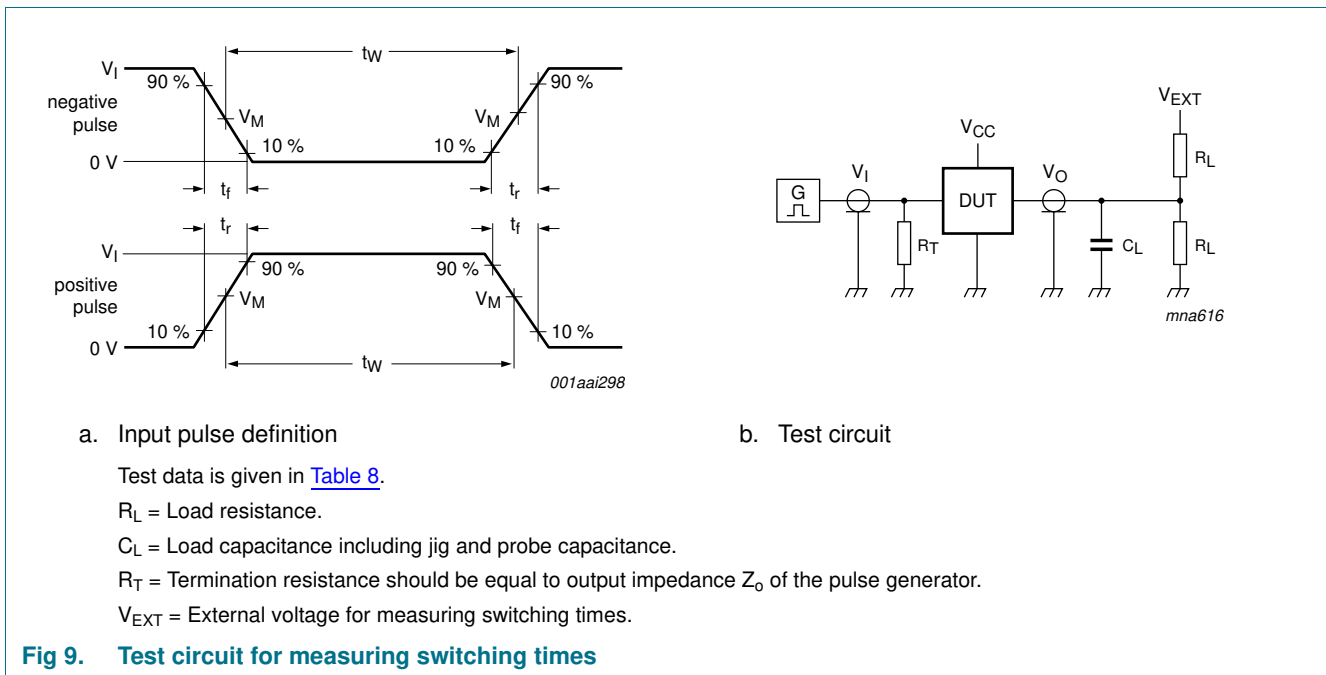 tW
VI
90 %
90 %
negative
pulse
VM
VM
10 %
10 %
0 V
tf
tr
tr
tf
VI
90 %
90 %
positive
pulse
VM
VM
10 %
10 %
0 V
tW
001aai298
VEXT
VCC
RL
VI
VO
G
DUT
RT
CL
RL
mna616
a. Input pulse definition
b. Test circuit
Test data is given in Table 8.
RL = Load resistance.
CL = Load capacitance including jig and probe capacitance.
RT = Termination resistance should be equal to output impedance Zo of the pulse generator.
VEXT = External voltage for measuring switching times.
Fig 9. Test circuit for measuring switching times